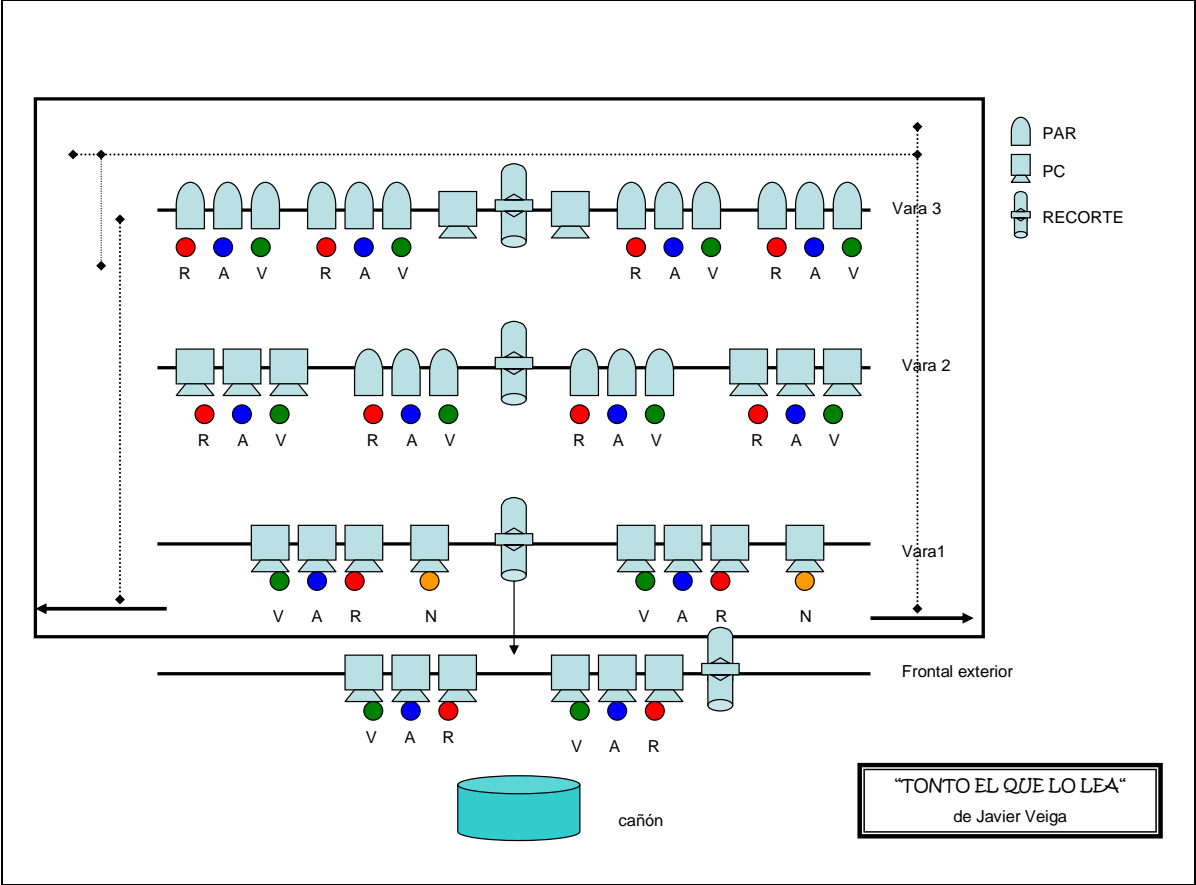 PAR
PC
RECORTE
Vara 3
R A V R A V R A V R A V
Vara 2
R A V R A V R A V R A V
Vara1
V A R N V A R N
Frontal exterior
V A R V A R
cañón
“TONTO EL QUE LO LEA“
de Javier Veiga